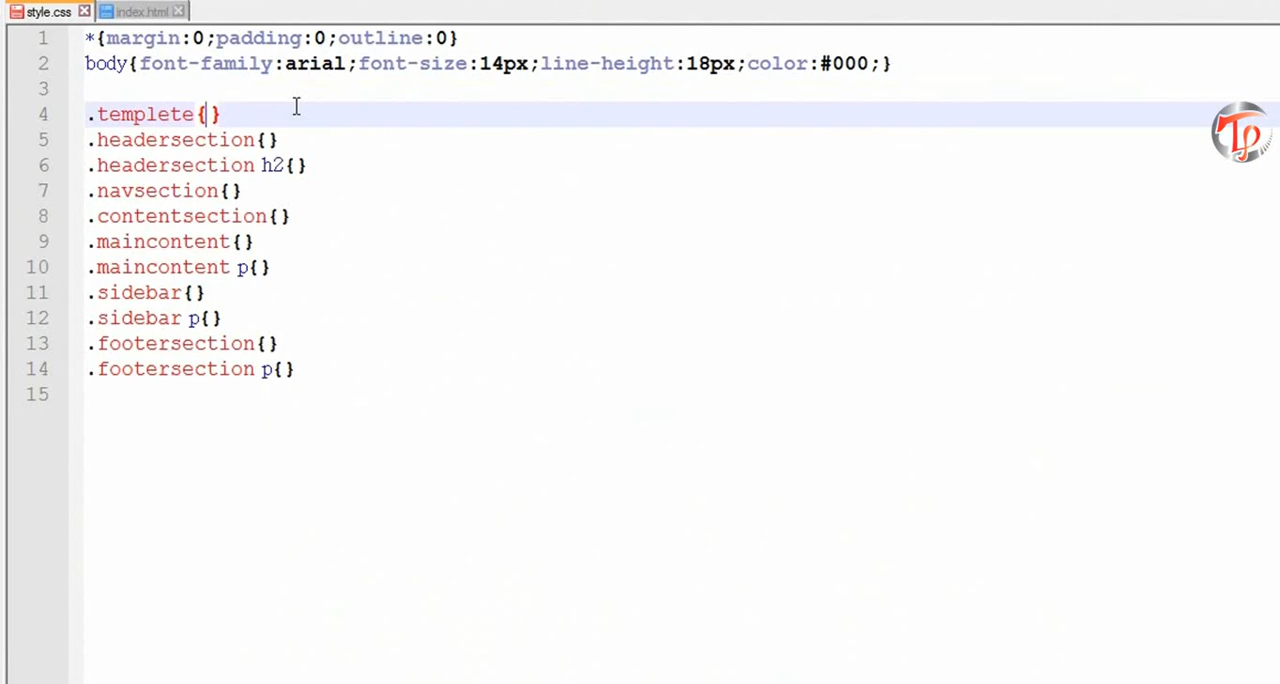 style.css index.html
1 *{margin:0;padding:0;outline:0}
2 body{font-family:arial;font-size:14px;line-height:18px;color:#000;}
3
4 .templete{}
5 .headersection{}
6 .headersection h2{}
7 .navsection{}
8 .contentsection{}
9 .maincontent{}
10 .maincontent p{}
11 .sidebar{}
12 .sidebar p{}
13 .footersection{}
14 .footersection p{}
15
Tp